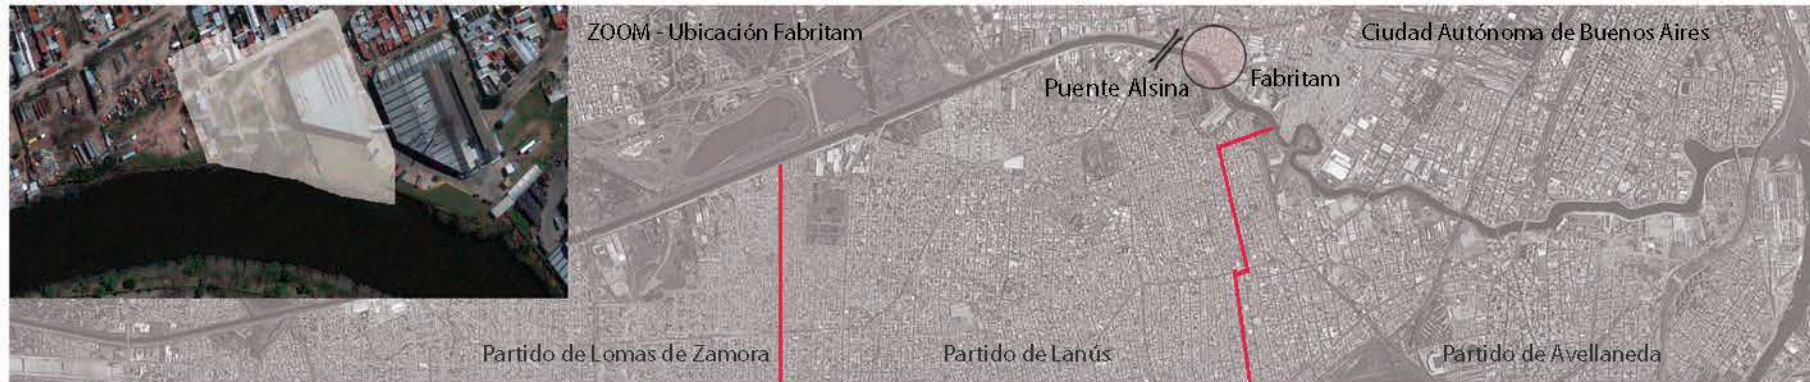 ZOOM - Ubicación Fabritam
Ciudad Autónoma de Buenos Aires
Puente Alsina
Fabritam
Partido de Lomas de Zamora
Partido de Lanús
Partido de Avellaneda